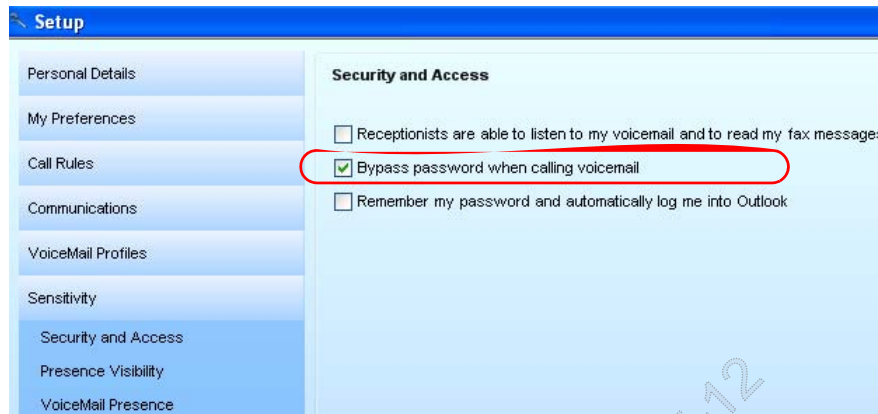 Setup
Personal Details
My Preferences
Call Rules
Communications
VoiceMail Profiles
Sensitivity
Security and Access
Presence Visibility
VoiceMail Presence
Security and Access
Receptionists are able to listen to my voicemail and to read my fax messages
Bypass password when calling voicemail
Remember my password and automatically log me into Outlook
12